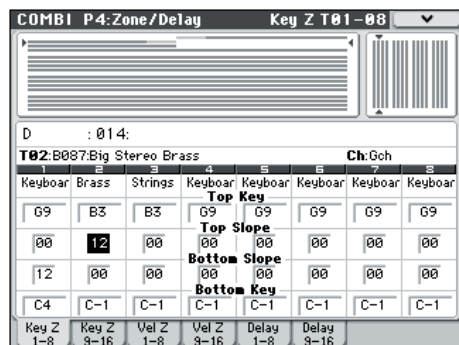 COMBI P4:Zone/Delay Key Z T01-08
D :014:
T02:B087:Big Stereo Brass Ch:Gch
1 2 3 4 5 6 7 8
Keyboar Brass Strings Keyboar Keyboar Keyboar Keyboar Keyboar
Top Key
G9 B3 B3 G9 G9 G9 G9 G9
Top Slope
00 12 00 00 00 00 00 00
Bottom Slope
12 00 00 00 00 00 00 00
Bottom Key
C4 C-1 C-1 C-1 C-1 C-1 C-1 C-1
Key Z 1-8 Key Z 9-16 Vel Z 1-8 Vel Z 9-16 Delay 1-8 Delay 9-16